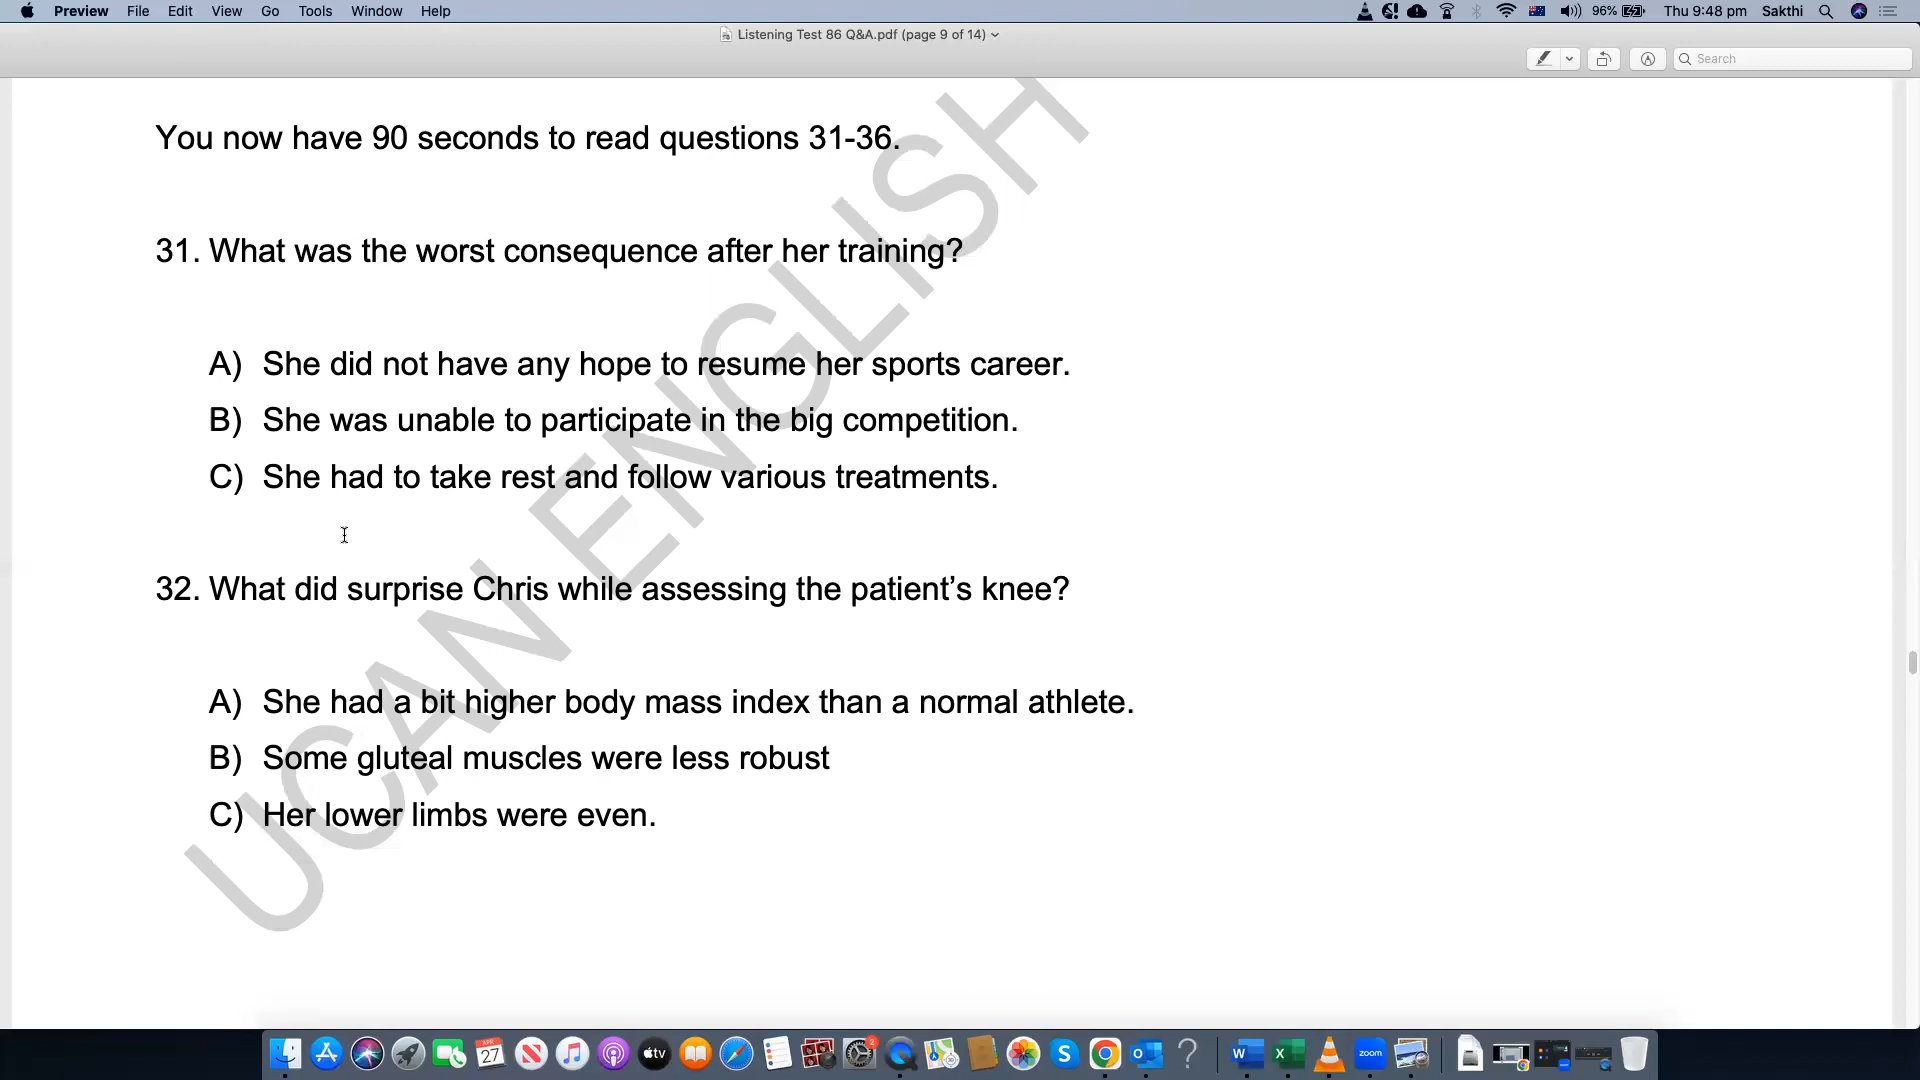 Preview File Edit View Go Tools Window Help 96% Thu 9:48 pm Sakthi
Listening Test 86 Q&A.pdf (page 9 of 14)
Search
You now have 90 seconds to read questions 31-36.
31. What was the worst consequence after her training?
A) She did not have any hope to resume her sports career.
B) She was unable to participate in the big competition.
C) She had to take rest and follow various treatments.
32. What did surprise Chris while assessing the patient’s knee?
A) She had a bit higher body mass index than a normal athlete.
B) Some gluteal muscles were less robust
C) Her lower limbs were even.
UCAN ENGLISH
APR
27
tv
2
S
O
W
X
zoom